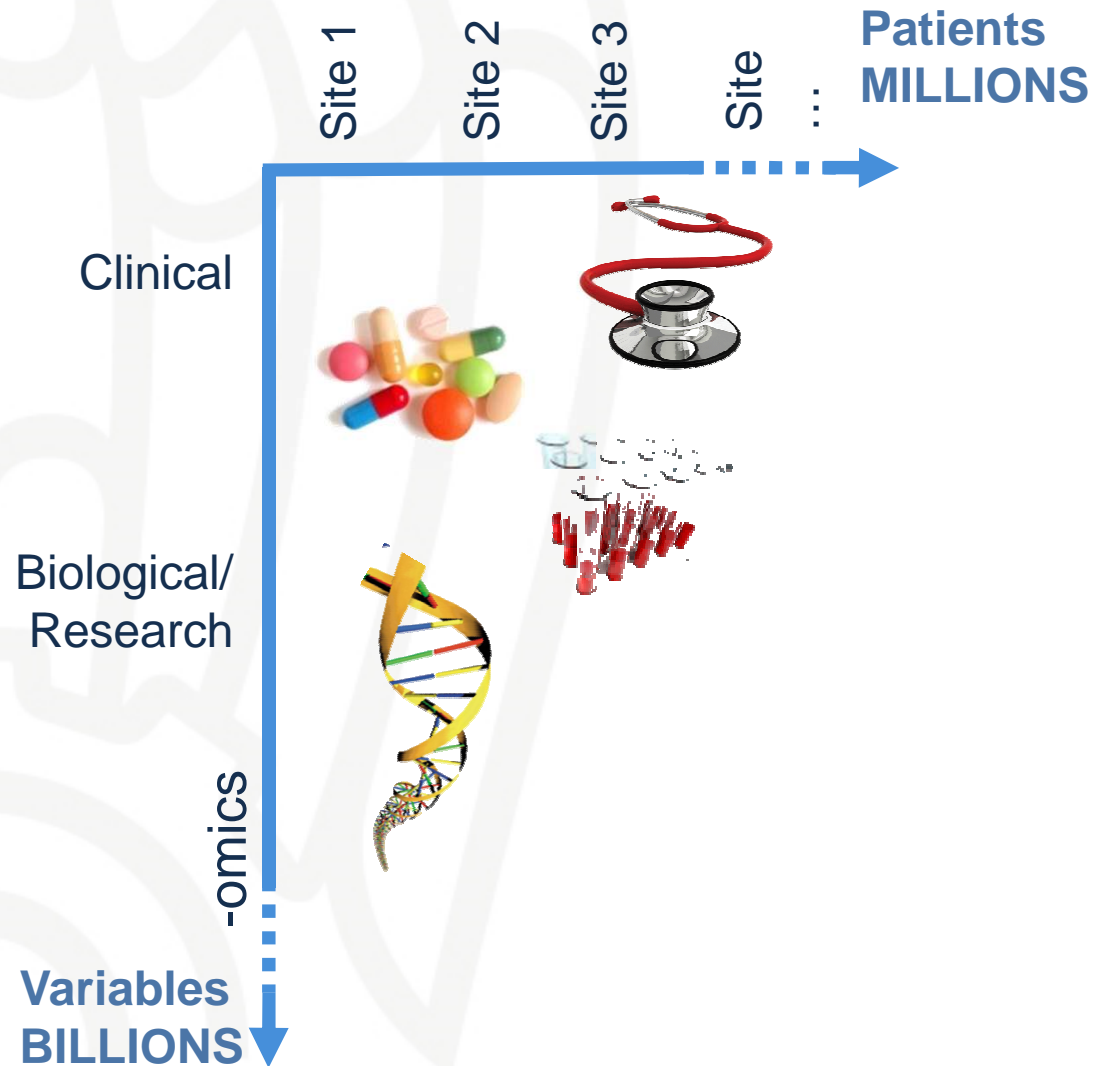 Site 1
Site 2
Site 3
Site
...
Patients
MILLIONS
Clinical
Biological/
Research
-omics
Variables
BILLIONS